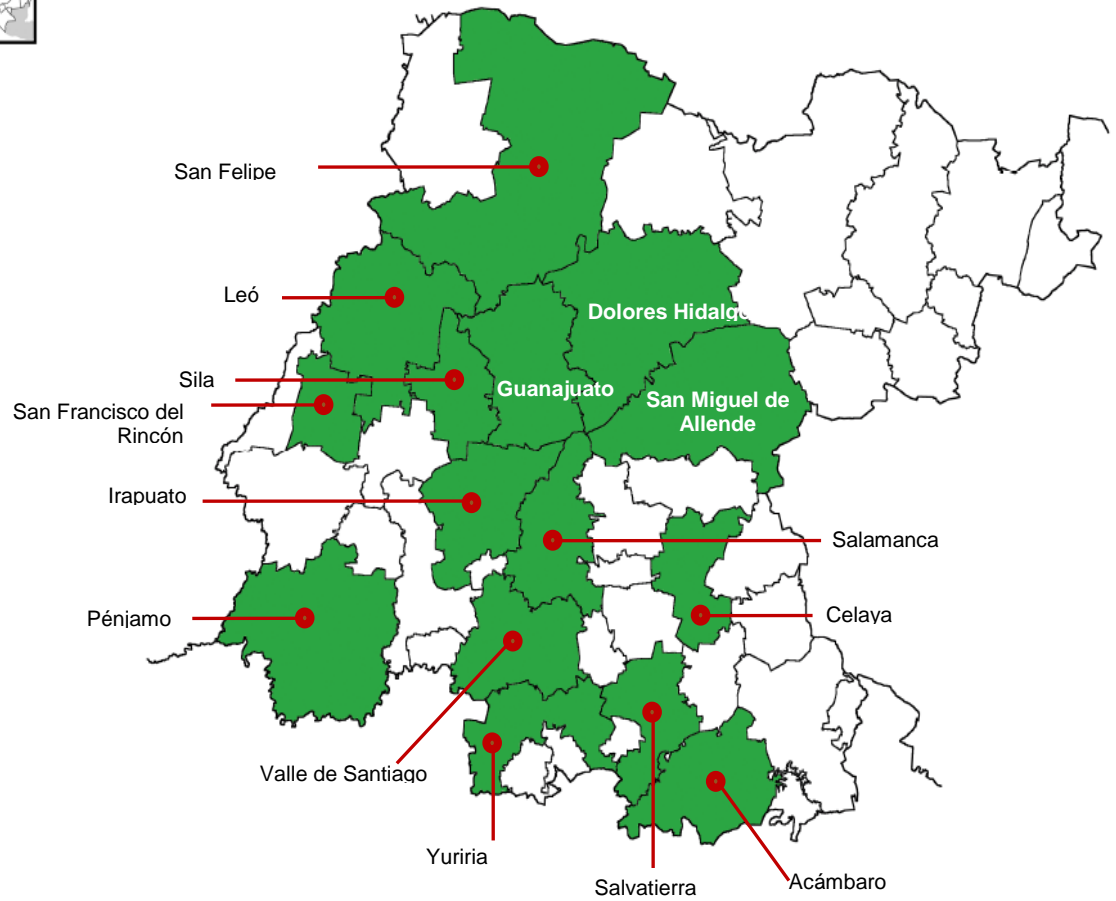 San Felipe
Leó
Dolores Hidalgo
Sila
Guanajuato
San Miguel de
Allende
San Francisco del
Rincón
Irapuato
Salamanca
Pénjamo
Celaya
Valle de Santiago
Yuriria
Salvatierra
Acámbaro